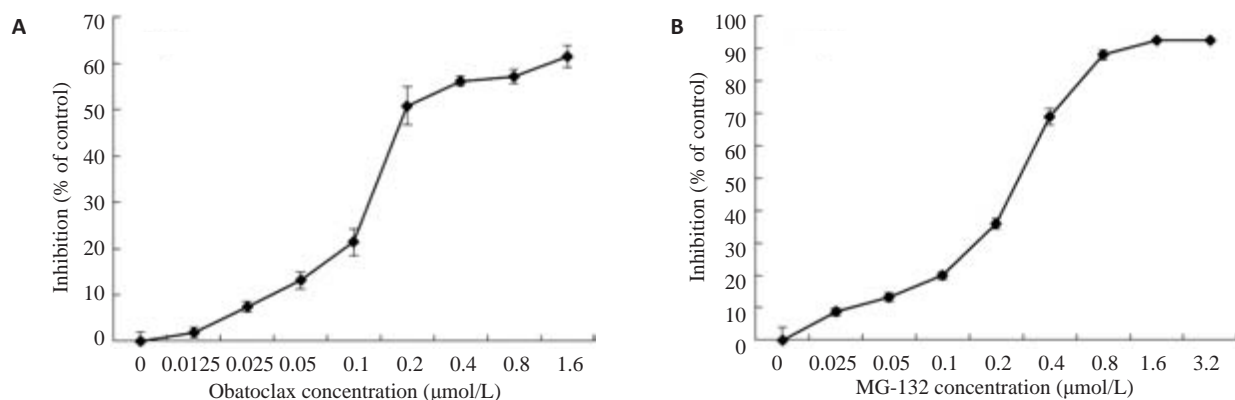 A
Inhibition (% of control)
70
60
50
40
30
20
10
0
0 0.0125 0.025 0.05 0.1 0.2 0.4 0.8 1.6
Obatoclax concentration (μmol/L)
B
Inhibition (% of control)
100
90
80
70
60
50
40
30
20
10
0
0 0.025 0.05 0.1 0.2 0.4 0.8 1.6 3.2
MG-132 concentration (μmol/L)